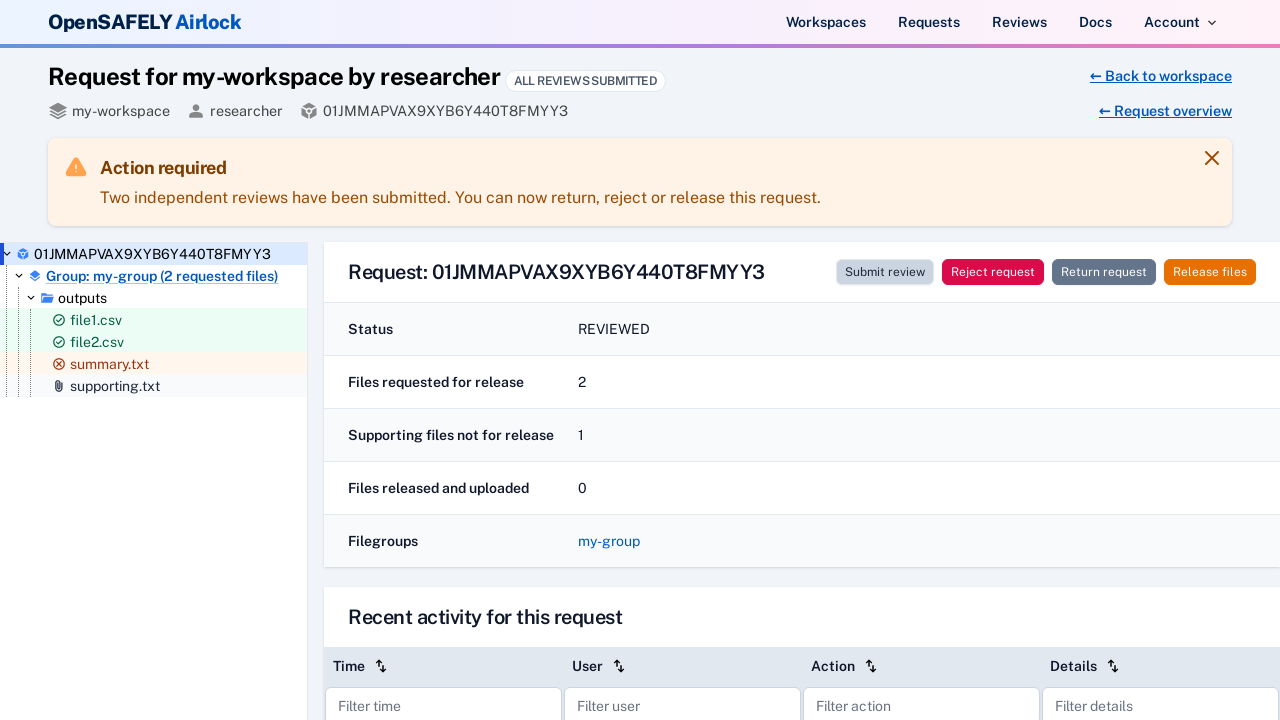 OpenSAFELY Airlock
Workspaces
Requests
Reviews
Docs
Account
Request for my-workspace by researcher
ALL REVIEWS SUBMITTED
← Back to workspace
my-workspace
researcher
01JMMAPVAX9XYB6Y440T8FMYY3
← Request overview
Action required
Two independent reviews have been submitted. You can now return, reject or release this request.
01JMMAPVAX9XYB6Y440T8FMYY3
Group: my-group (2 requested files)
outputs
file1.csv
file2.csv
summary.txt
supporting.txt
Request: 01JMMAPVAX9XYB6Y440T8FMYY3
Submit review
Reject request
Return request
Release files
Status
REVIEWED
Files requested for release
2
Supporting files not for release
1
Files released and uploaded
0
Filegroups
my-group
Recent activity for this request
Time
User
Action
Details
Filter time
Filter user
Filter action
Filter details